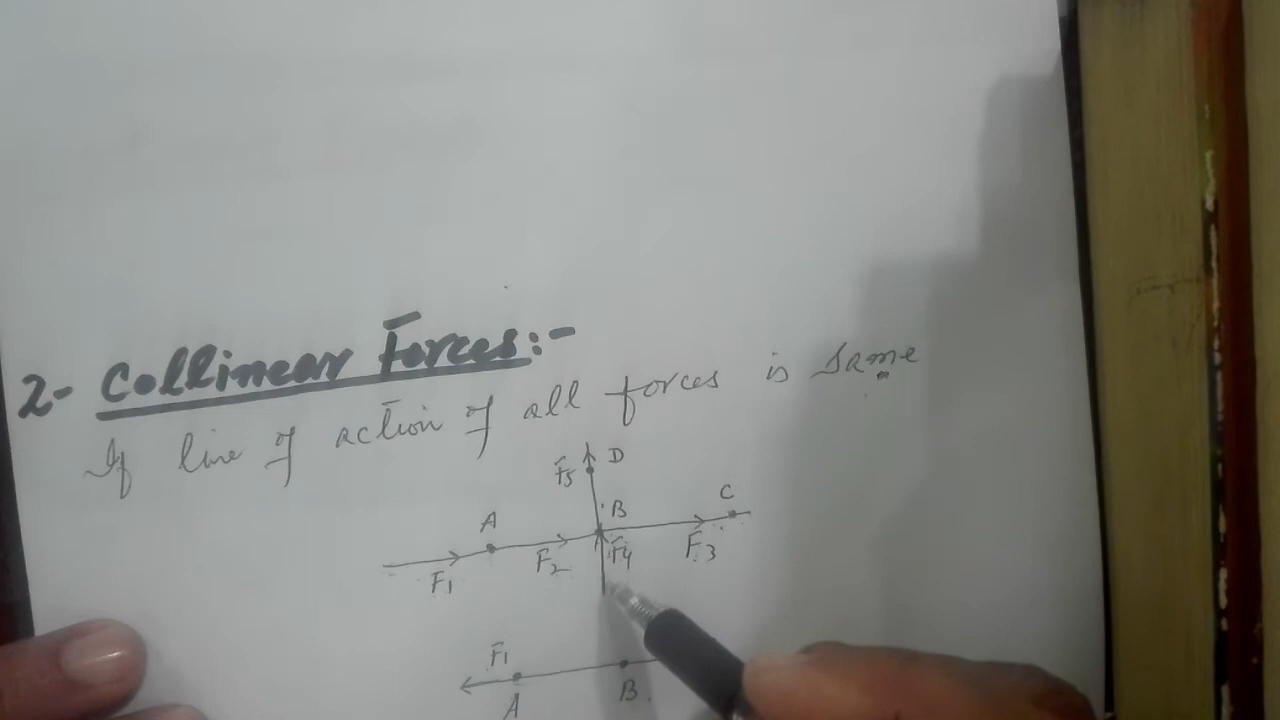 2- Collinear Forces:-
If line of action of all forces is same
F5 D
A B C
F1 F2 F4 F3
F1
A B